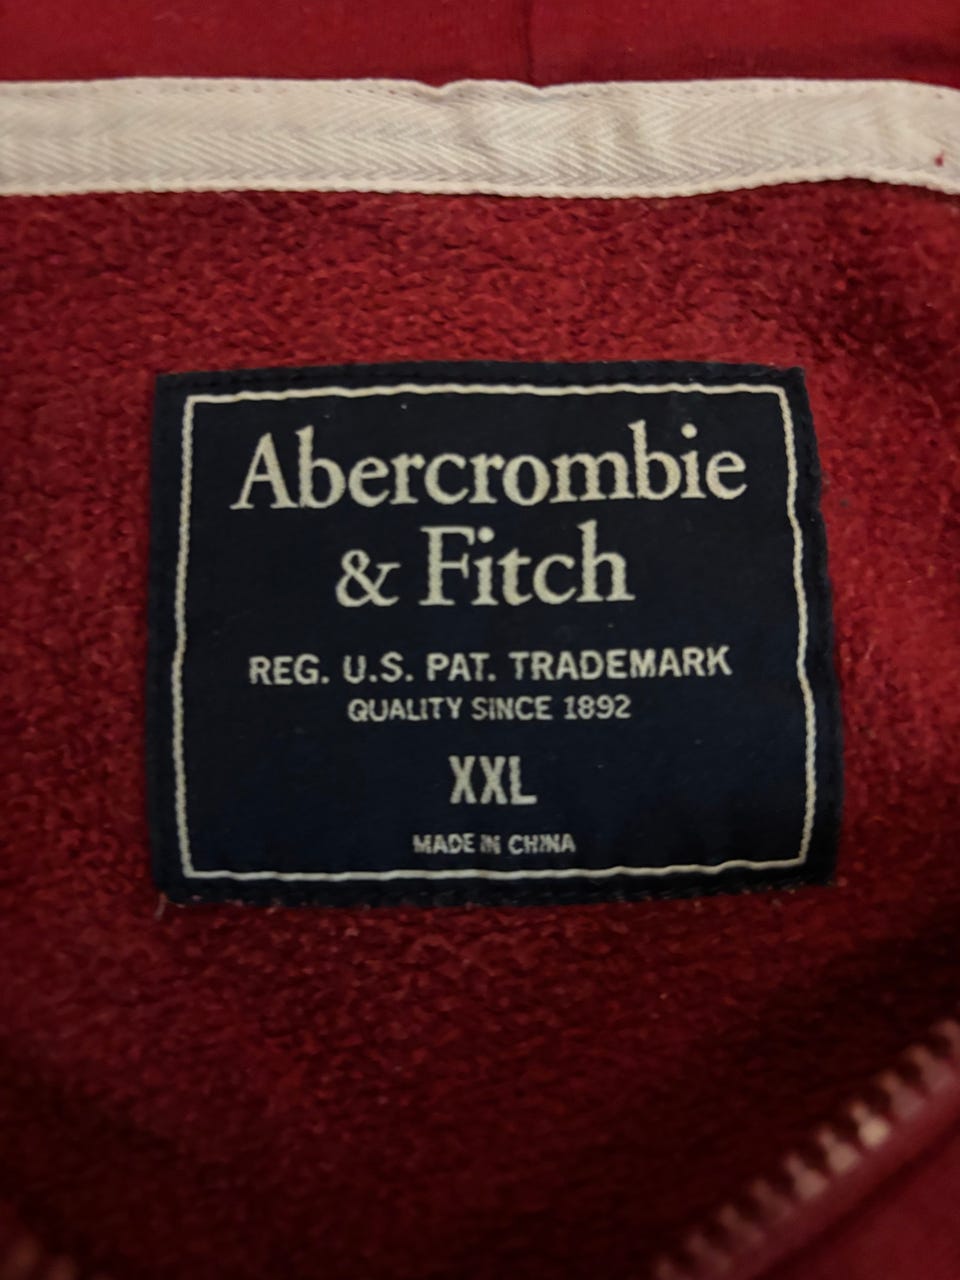 Abercrombie
& Fitch
REG. U.S. PAT. TRADEMARK
QUALITY SINCE 1892
XXL
MADE IN CHINA